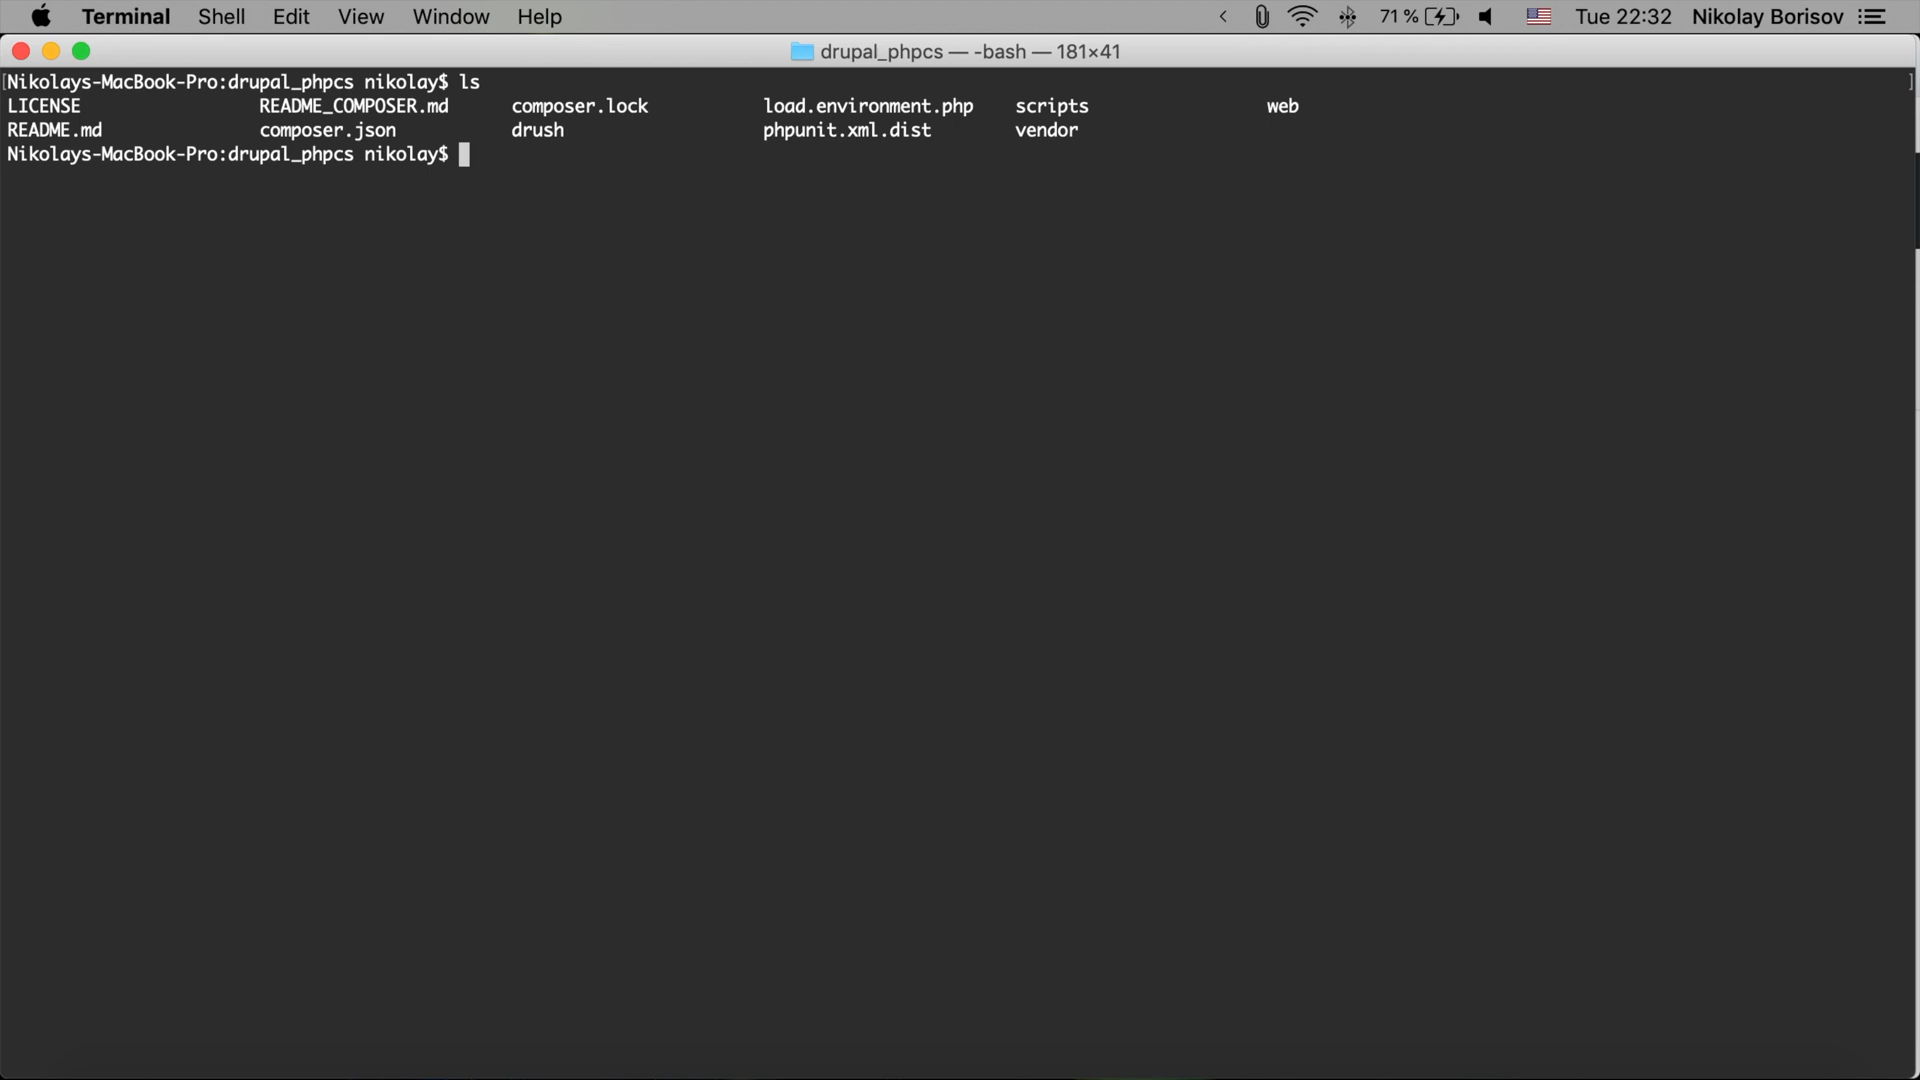 Terminal Shell Edit View Window Help 71 % Tue 22:32 Nikolay Borisov
drupal_phpcs — -bash — 181×41
[Nikolays-MacBook-Pro:drupal_phpcs nikolay$ ls ]
LICENSE README_COMPOSER.md composer.lock load.environment.php scripts web
README.md composer.json drush phpunit.xml.dist vendor
Nikolays-MacBook-Pro:drupal_phpcs nikolay$